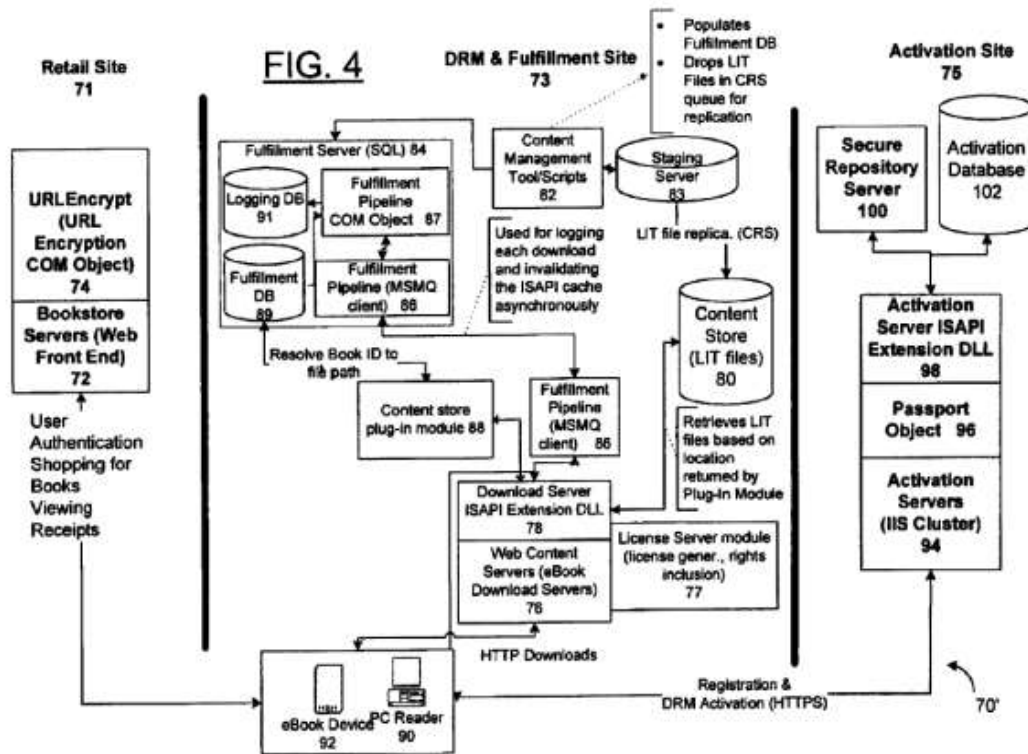 FIG. 4
Retail Site
71
DRM & Fulfillment Site
73
Activation Site
75
• Populates
Fulfillment DB
• Drops LIT
Files in CRS
queue for
replication
URLEncrypt (URL
Encryption
COM Object)
74
Bookstore
Servers (Web
Front End)
72
User
Authentication
Shopping for
Books
Viewing
Receipts
Fulfillment Server (SQL) 84
Logging DB
91
Fulfillment
Pipeline
COM Object 87
Fulfillment
DB
89
Fulfillment
Pipeline (MSMQ
client) 86
Content
Management
Tool/Scripts
82
Staging
Server
83
Used for logging
each download
and invalidating
the ISAPI cache
asynchronously
LIT file replica. (CRS)
Content
Store
(LIT files)
80
Resolve Book ID to
file path
Content store
plug-in module 88
Fulfillment
Pipeline
(MSMQ
client) 86
Retrieves LIT
files based on
location
returned by
Plug-In Module
Download Server
ISAPI Extension DLL
78
Web Content
Servers (eBook
Download Servers)
76
License Server module
(license gener., rights
inclusion)
77
HTTP Downloads
eBook Device
92
PC Reader
90
Secure
Repository
Server
100
Activation
Database
102
Activation
Server ISAPI
Extension DLL
98
Passport
Object 96
Activation
Servers
(IIS Cluster)
94
Registration &
DRM Activation (HTTPS)
70'